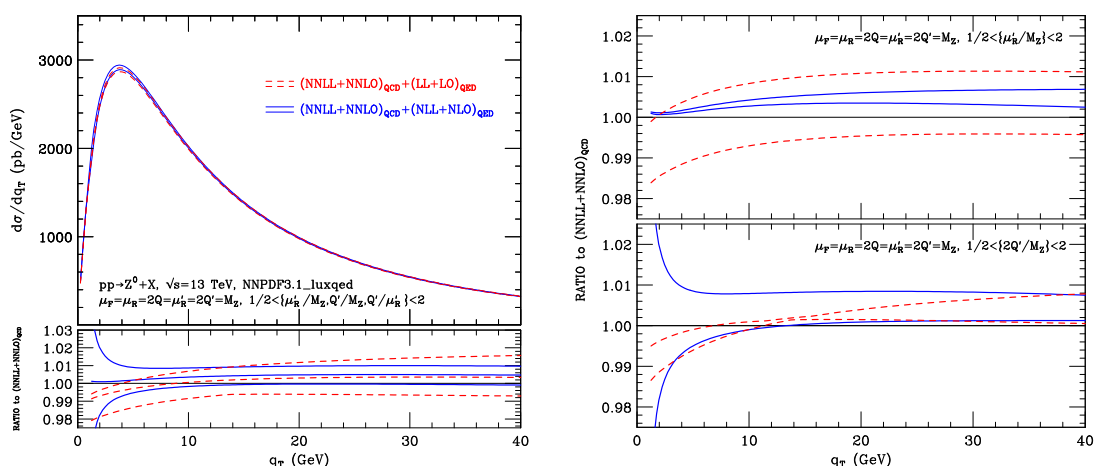 3000
2000
1000
dσ/dq_T (pb/GeV)
(NNLL+NNLO)_QCD+(LL+LO)_QED
(NNLL+NNLO)_QCD+(NLL+NLO)_QED
pp→Z⁰+X, √s=13 TeV, NNPDF3.1_luxqed
μ_F=μ_R=2Q=μ'_R=2Q'=M_Z, 1/2<{μ'_R/M_Z,Q'/M_Z,Q'/μ'_R}<2
RATIO to (NNLL+NNLO)_QCD
1.03
1.02
1.01
1.00
0.99
0.98
0 10 20 30 40
q_T (GeV)
RATIO to (NNLL+NNLO)_QCD
μ_F=μ_R=2Q=μ'_R=2Q'=M_Z, 1/2<{μ'_R/M_Z}<2
1.02
1.01
1.00
0.99
0.98
μ_F=μ_R=2Q=μ'_R=2Q'=M_Z, 1/2<{2Q'/M_Z}<2
1.02
1.01
1.00
0.99
0.98
0 10 20 30 40
q_T (GeV)